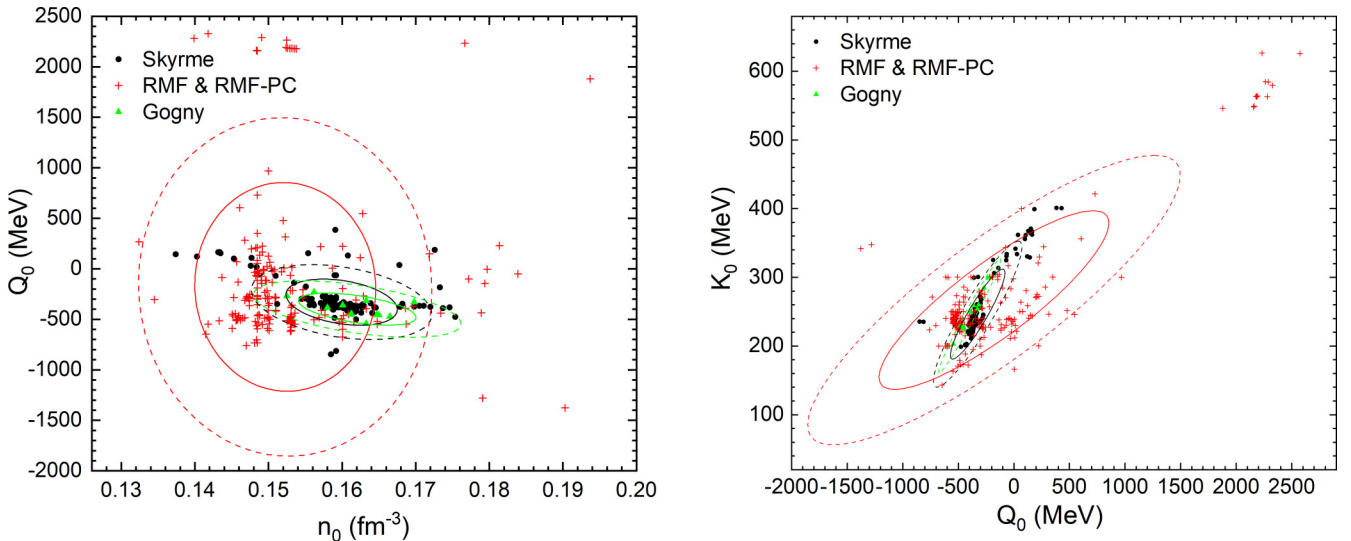 2500
2000
1500
1000
500
0
-500
-1000
-1500
-2000
Q₀ (MeV)
Skyrme
RMF & RMF-PC
Gogny
0.13 0.14 0.15 0.16 0.17 0.18 0.19 0.20
n₀ (fm⁻³)
600
500
400
300
200
100
K₀ (MeV)
Skyrme
RMF & RMF-PC
Gogny
-2000 -1500 -1000 -500 0 500 1000 1500 2000 2500
Q₀ (MeV)